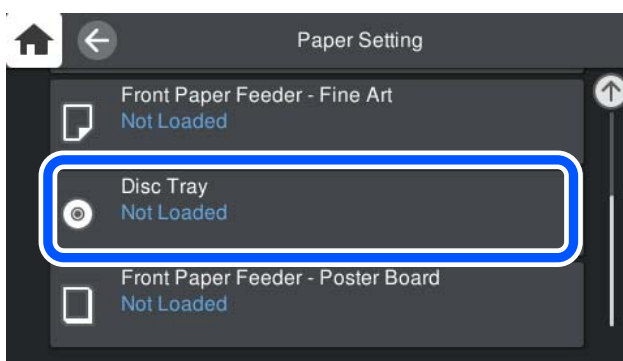 Paper Setting
Front Paper Feeder - Fine Art
Not Loaded
Disc Tray
Not Loaded
Front Paper Feeder - Poster Board
Not Loaded